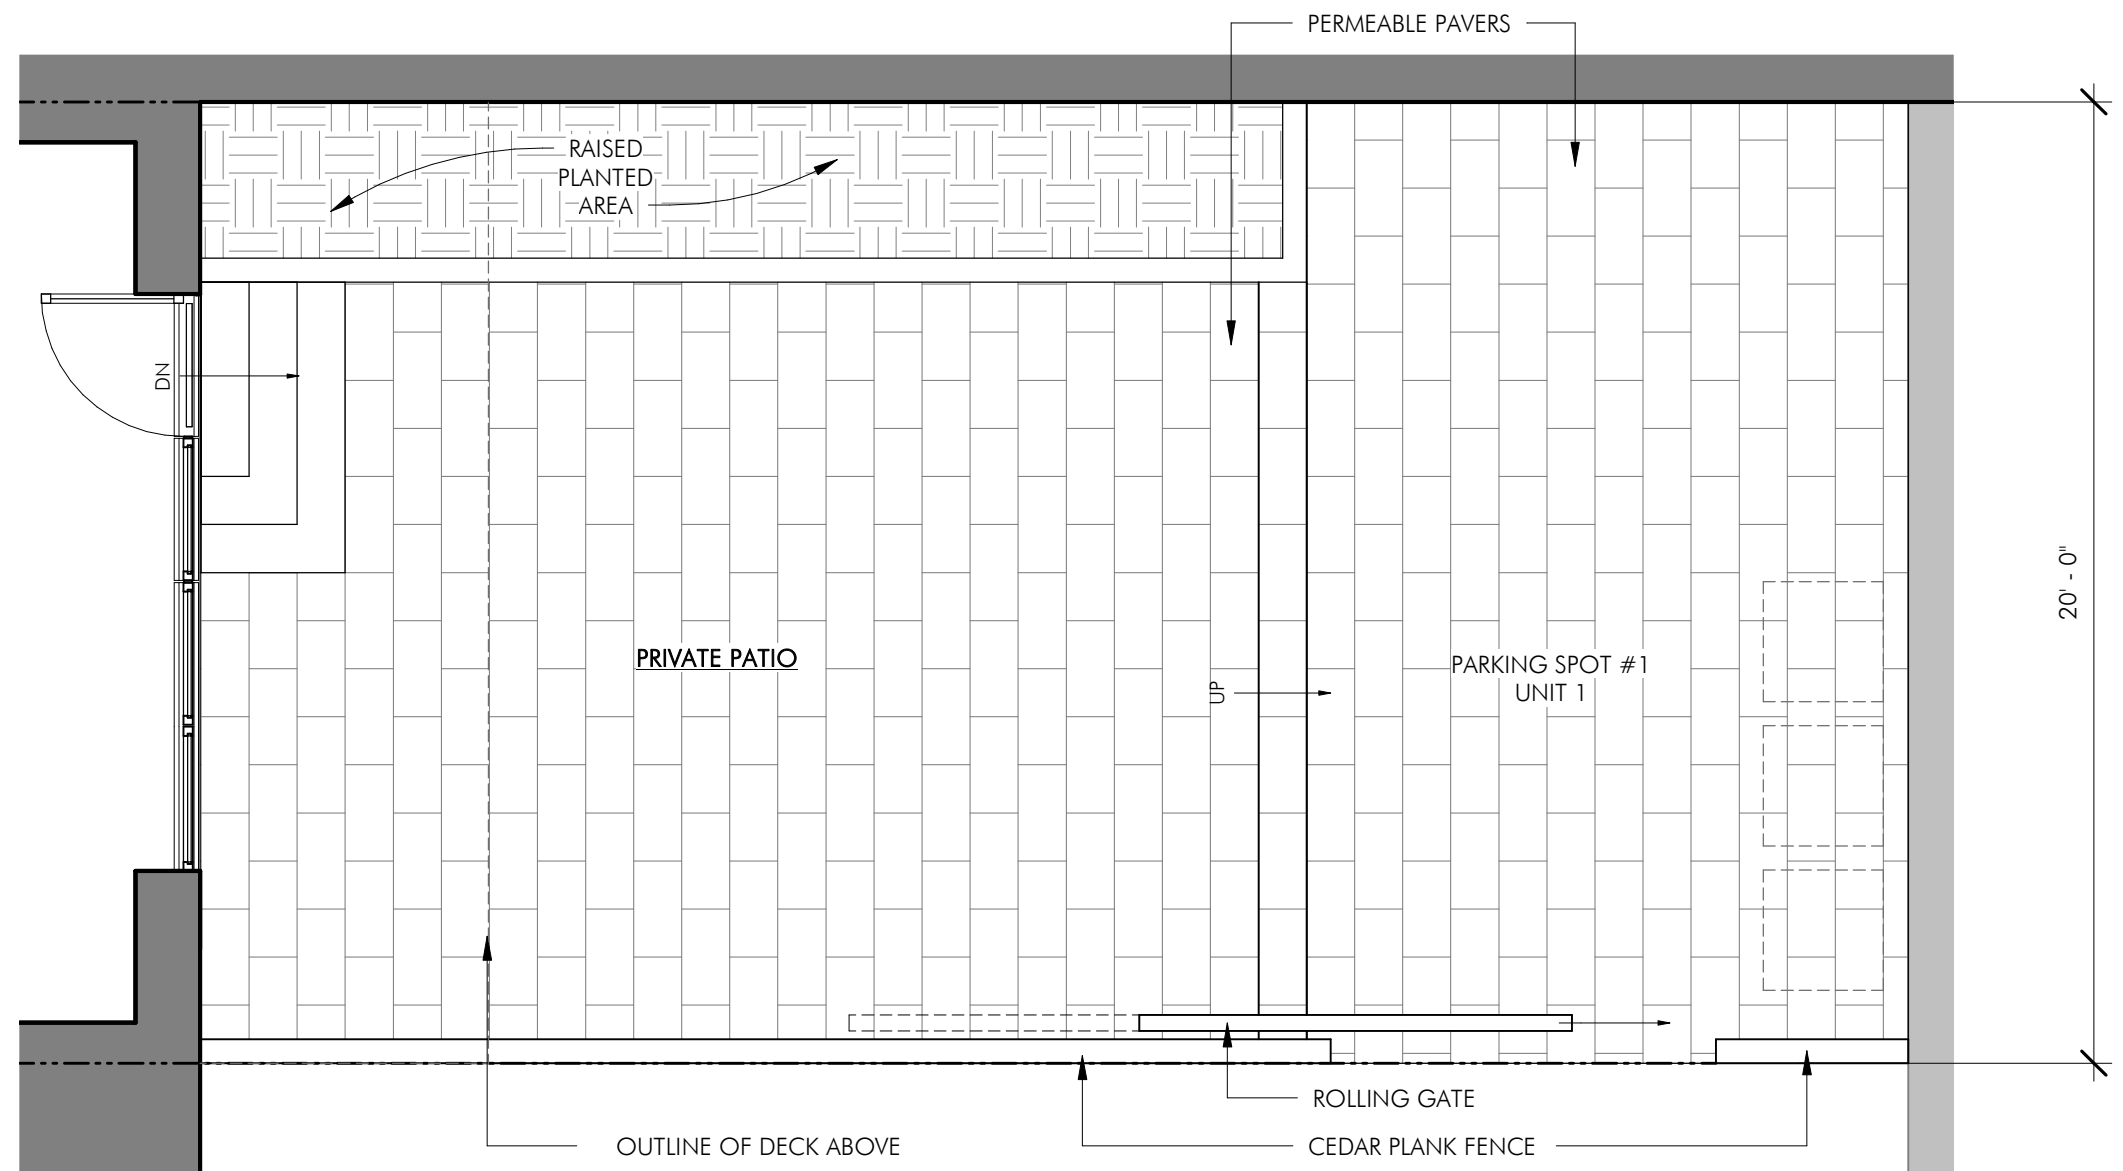 PERMEABLE PAVERS
RAISED
PLANTED
AREA
DN
20' - 0"
PRIVATE PATIO
UP
PARKING SPOT #1
UNIT 1
ROLLING GATE
OUTLINE OF DECK ABOVE
CEDAR PLANK FENCE